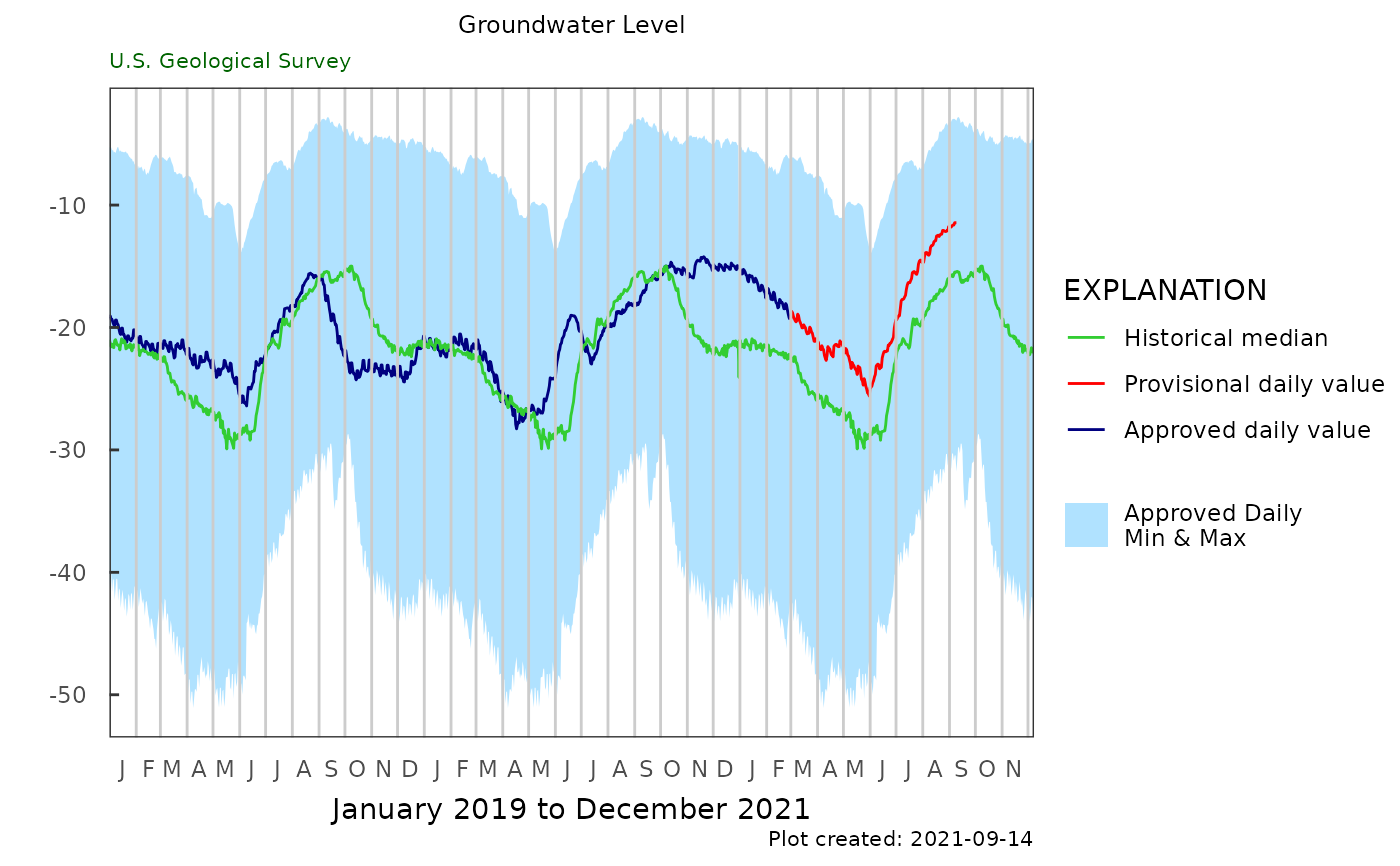 Groundwater Level
U.S. Geological Survey
-10
-20
-30
-40
-50
J F M A M J J A S O N D J F M A M J J A S O N D J F M A M J J A S O N
January 2019 to December 2021
Plot created: 2021-09-14
EXPLANATION
Historical median
Provisional daily value
Approved daily value
Approved Daily
Min & Max